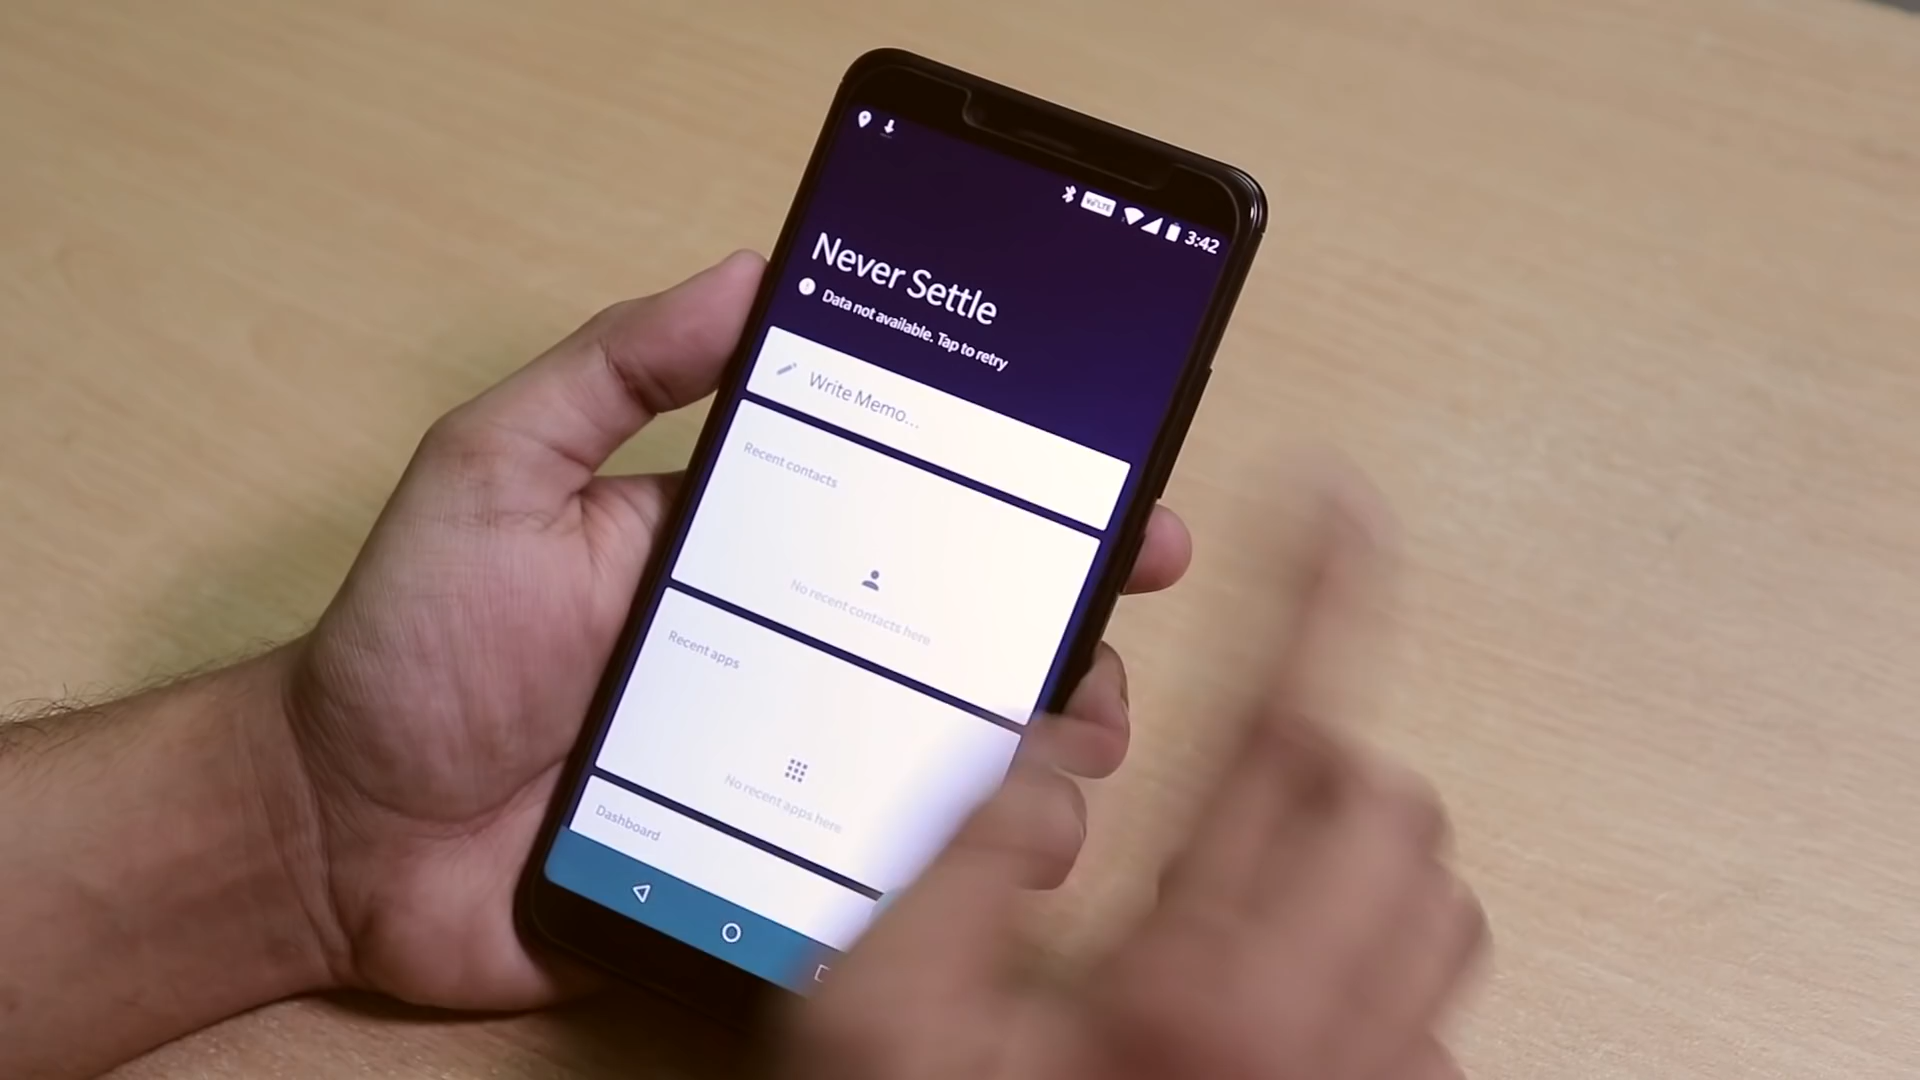 VoLTE 3:42
Never Settle
Data not available. Tap to retry
Write Memo...
Recent contacts
No recent contacts here
Recent apps
No recent apps here
Dashboard